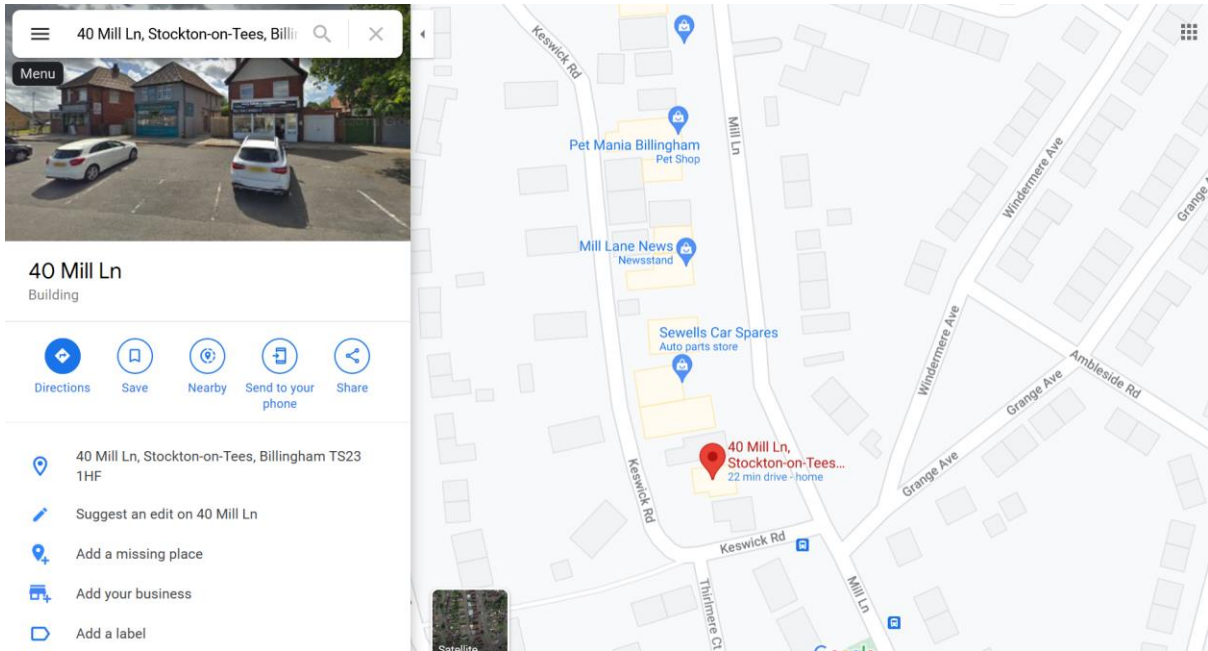 40 Mill Ln, Stockton-on-Tees, Billi
Menu
40 Mill Ln
Building
Directions
Save
Nearby
Send to your
phone
Share
40 Mill Ln, Stockton-on-Tees, Billingham TS23
1HF
Suggest an edit on 40 Mill Ln
Add a missing place
Add your business
Add a label
Keswick Rd
Mill Ln
Pet Mania Billingham
Pet Shop
Windermere Ave
Grange A
Mill Lane News
Newsstand
Sewells Car Spares
Auto parts store
Windermere Ave
Ambleside Rd
Grange Ave
40 Mill Ln,
Stockton-on-Tees...
22 min drive - home
Keswick Rd
Grange Ave
Keswick Rd
Thirlmere Ct
Mill Ln
Satellite
Google